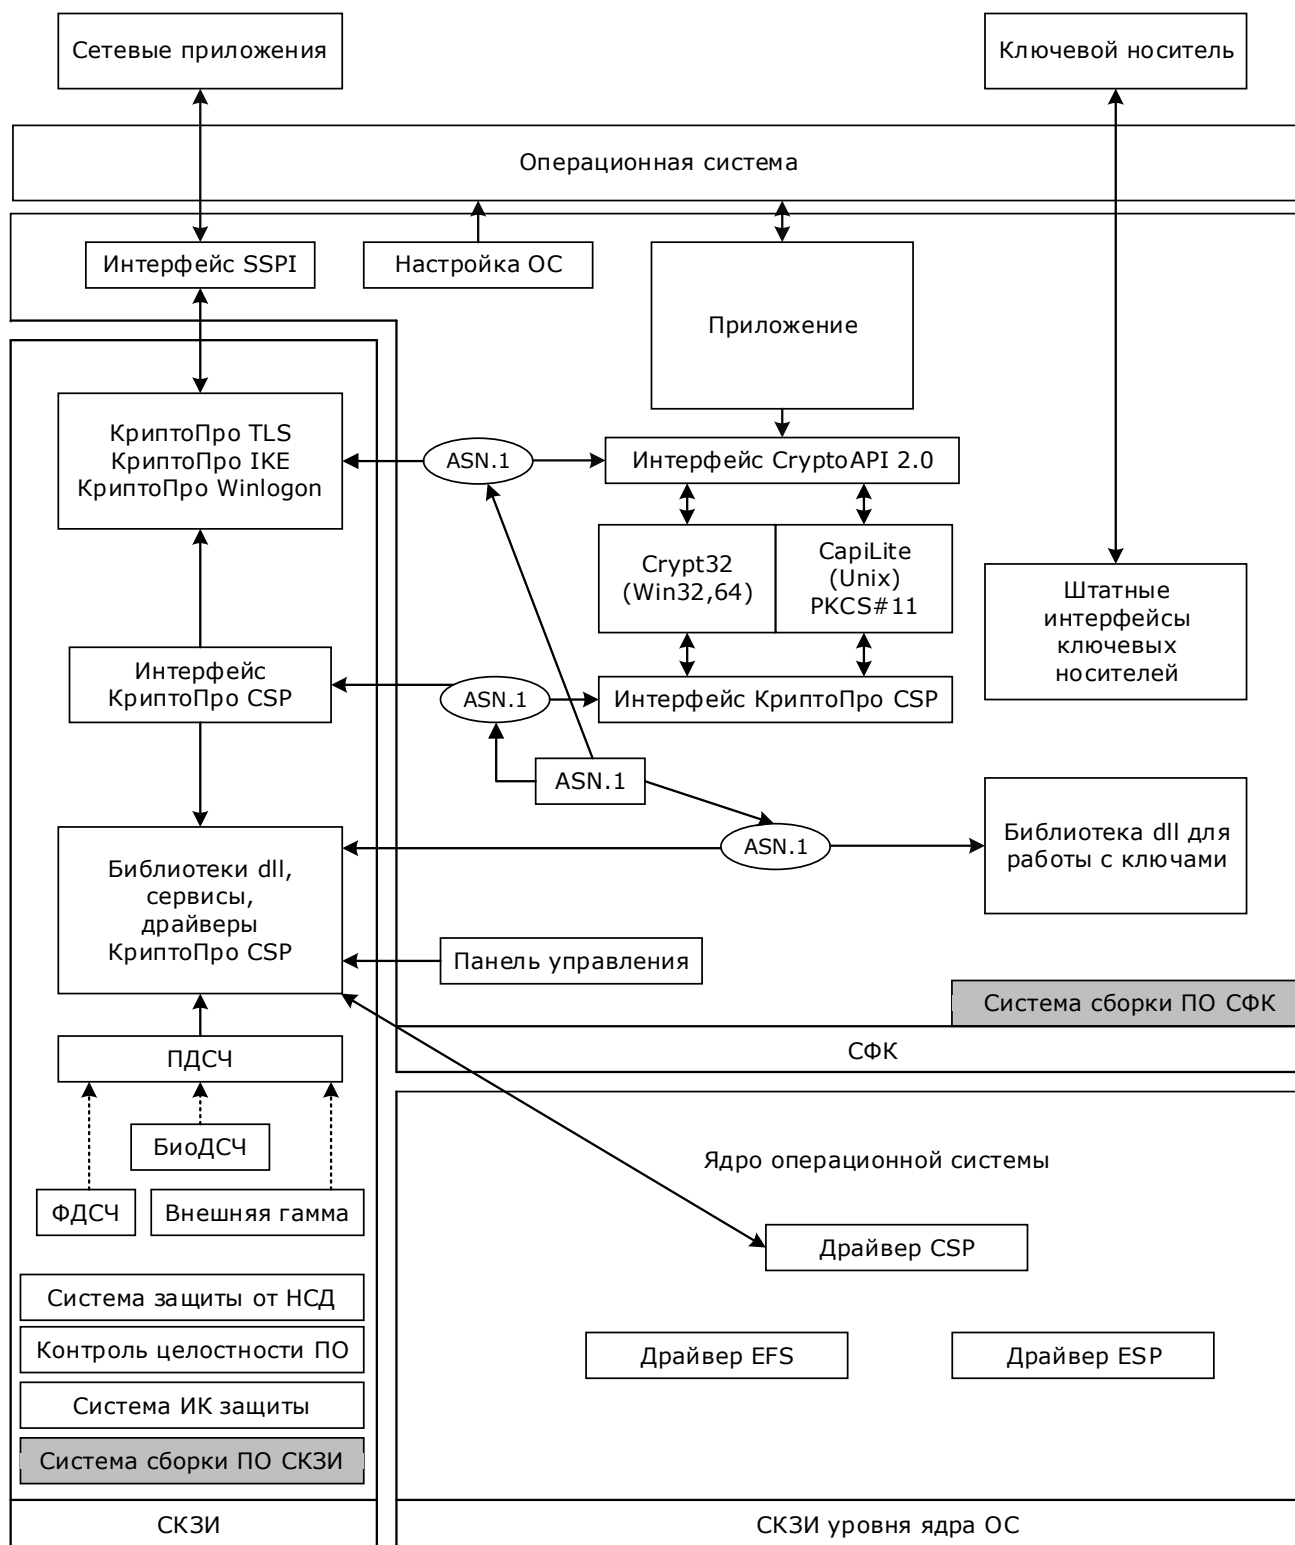 Сетевые приложения
Ключевой носитель
Операционная система
Интерфейс SSPI
Настройка ОС
Приложение
КриптоПро TLS
КриптоПро IKE
КриптоПро Winlogon
ASN.1
Интерфейс CryptoAPI 2.0
Crypt32
(Win32,64)
CapiLite
(Unix)
PKCS#11
Штатные
интерфейсы
ключевых
носителей
Интерфейс
КриптоПро CSP
ASN.1
Интерфейс КриптоПро CSP
ASN.1
Библиотеки dll,
сервисы,
драйверы
КриптоПро CSP
ASN.1
Библиотека dll для
работы с ключами
Панель управления
Система сборки ПО СФК
СФК
ПДСЧ
БиоДСЧ
ФДСЧ
Внешняя гамма
Ядро операционной системы
Драйвер CSP
Драйвер EFS
Драйвер ESP
Система защиты от НСД
Контроль целостности ПО
Система ИК защиты
Система сборки ПО СКЗИ
СКЗИ
СКЗИ уровня ядра ОС